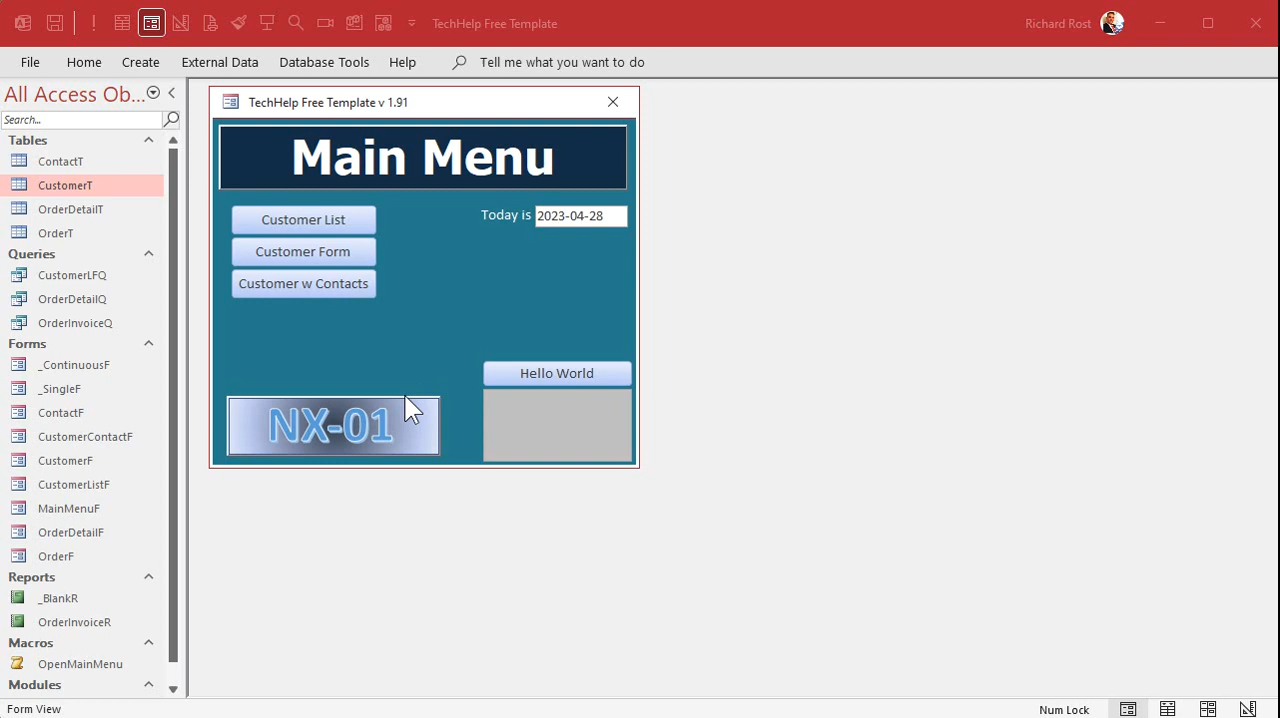 TechHelp Free Template
Richard Rost
File Home Create External Data Database Tools Help Tell me what you want to do
All Access Ob...
Search...
Tables
ContactT
CustomerT
OrderDetailT
OrderT
Queries
CustomerLFQ
OrderDetailQ
OrderInvoiceQ
Forms
_ContinuousF
_SingleF
ContactF
CustomerContactF
CustomerF
CustomerListF
MainMenuF
OrderDetailF
OrderF
Reports
_BlankR
OrderInvoiceR
Macros
OpenMainMenu
Modules
TechHelp Free Template v 1.91
Main Menu
Customer List
Today is 2023-04-28
Customer Form
Customer w Contacts
Hello World
NX-01
Form View
Num Lock